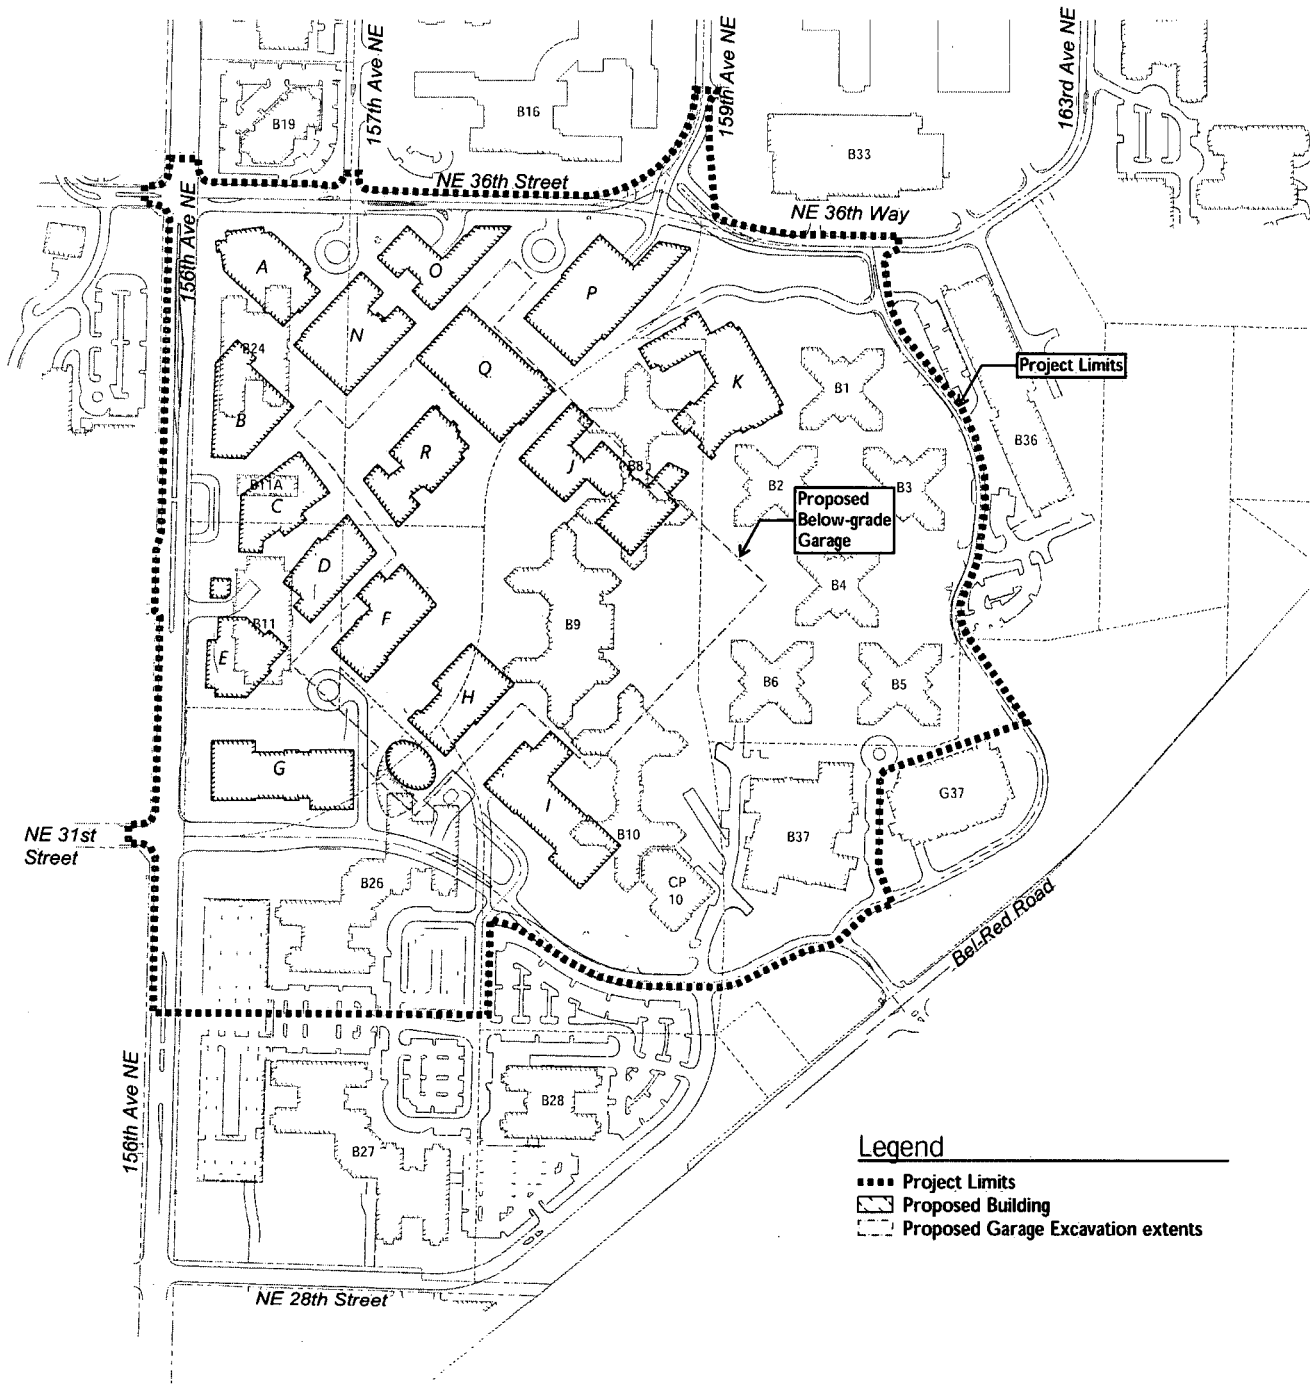 157th Ave NE
159th Ave NE
163rd Ave NE
B19
B16
B33
NE 36th Street
NE 36th Way
156th Ave NE
A
O
P
N
B24
Q
K
B1
Project Limits
B
R
J
B8
B36
B11A
C
B2
B3
Proposed
Below-grade
Garage
D
B4
F
B11
B9
E
H
B6
B5
G
I
G37
NE 31st
Street
B10
B37
B26
CP
10
Bel-Red Road
156th Ave NE
B28
B27
Legend
Project Limits
Proposed Building
Proposed Garage Excavation extents
NE 28th Street